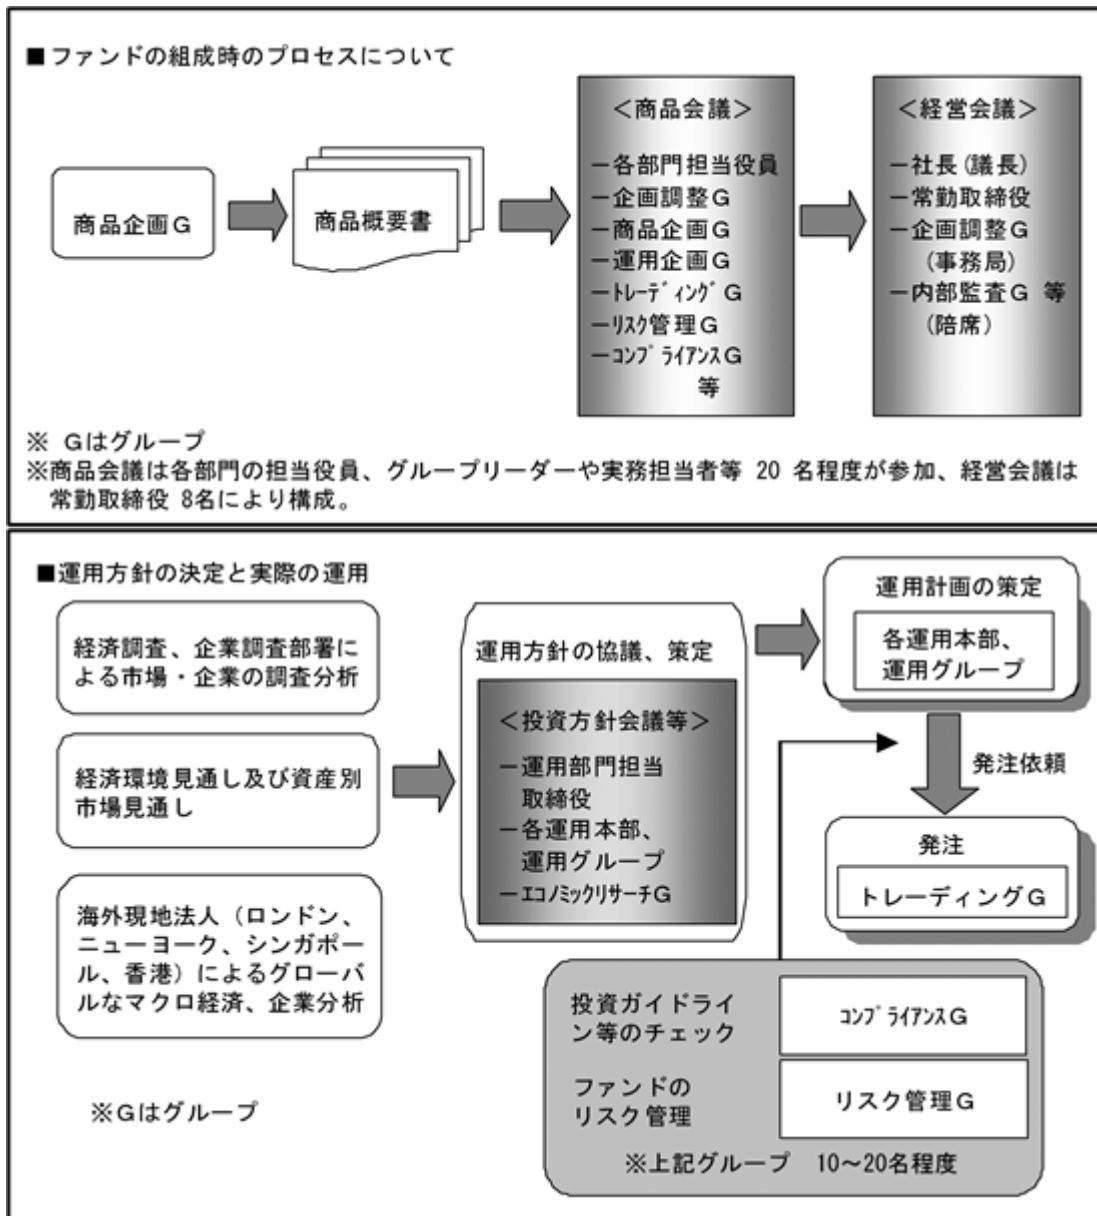 ■ファンドの組成時のプロセスについて
商品企画G
商品概要書
＜商品会議＞
－各部門担当役員
－企画調整G
－商品企画G
－運用企画G
－ﾄﾚｰﾃﾞｨﾝｸﾞG
－ﾘｽｸ管理G
－ｺﾝﾌﾟﾗｲｱﾝｽG
等
＜経営会議＞
－社長(議長)
－常勤取締役
－企画調整G
(事務局)
－内部監査G 等
(陪席)
※ Gはグループ
※商品会議は各部門の担当役員、グループリーダーや実務担当者等 20 名程度が参加、経営会議は
常勤取締役 8名により構成。
■運用方針の決定と実際の運用
経済調査、企業調査部署に
よる市場・企業の調査分析
経済環境見通し及び資産別
市場見通し
海外現地法人（ロンドン、
ニューヨーク、シンガポー
ル、香港）によるグローバ
ルなマクロ経済、企業分析
※Gはグループ
運用方針の協議、策定
＜投資方針会議等＞
－運用部門担当
取締役
－各運用本部、
運用グループ
－ｴｺﾉﾐｯｸﾘｻｰﾁG
運用計画の策定
各運用本部、
運用グループ
発注依頼
発注
トレーディングG
投資ガイドライ
ン等のチェック
ｺﾝﾌﾟﾗｲｱﾝｽG
ファンドの
リスク管理
リスク管理G
※上記グループ 10～20名程度